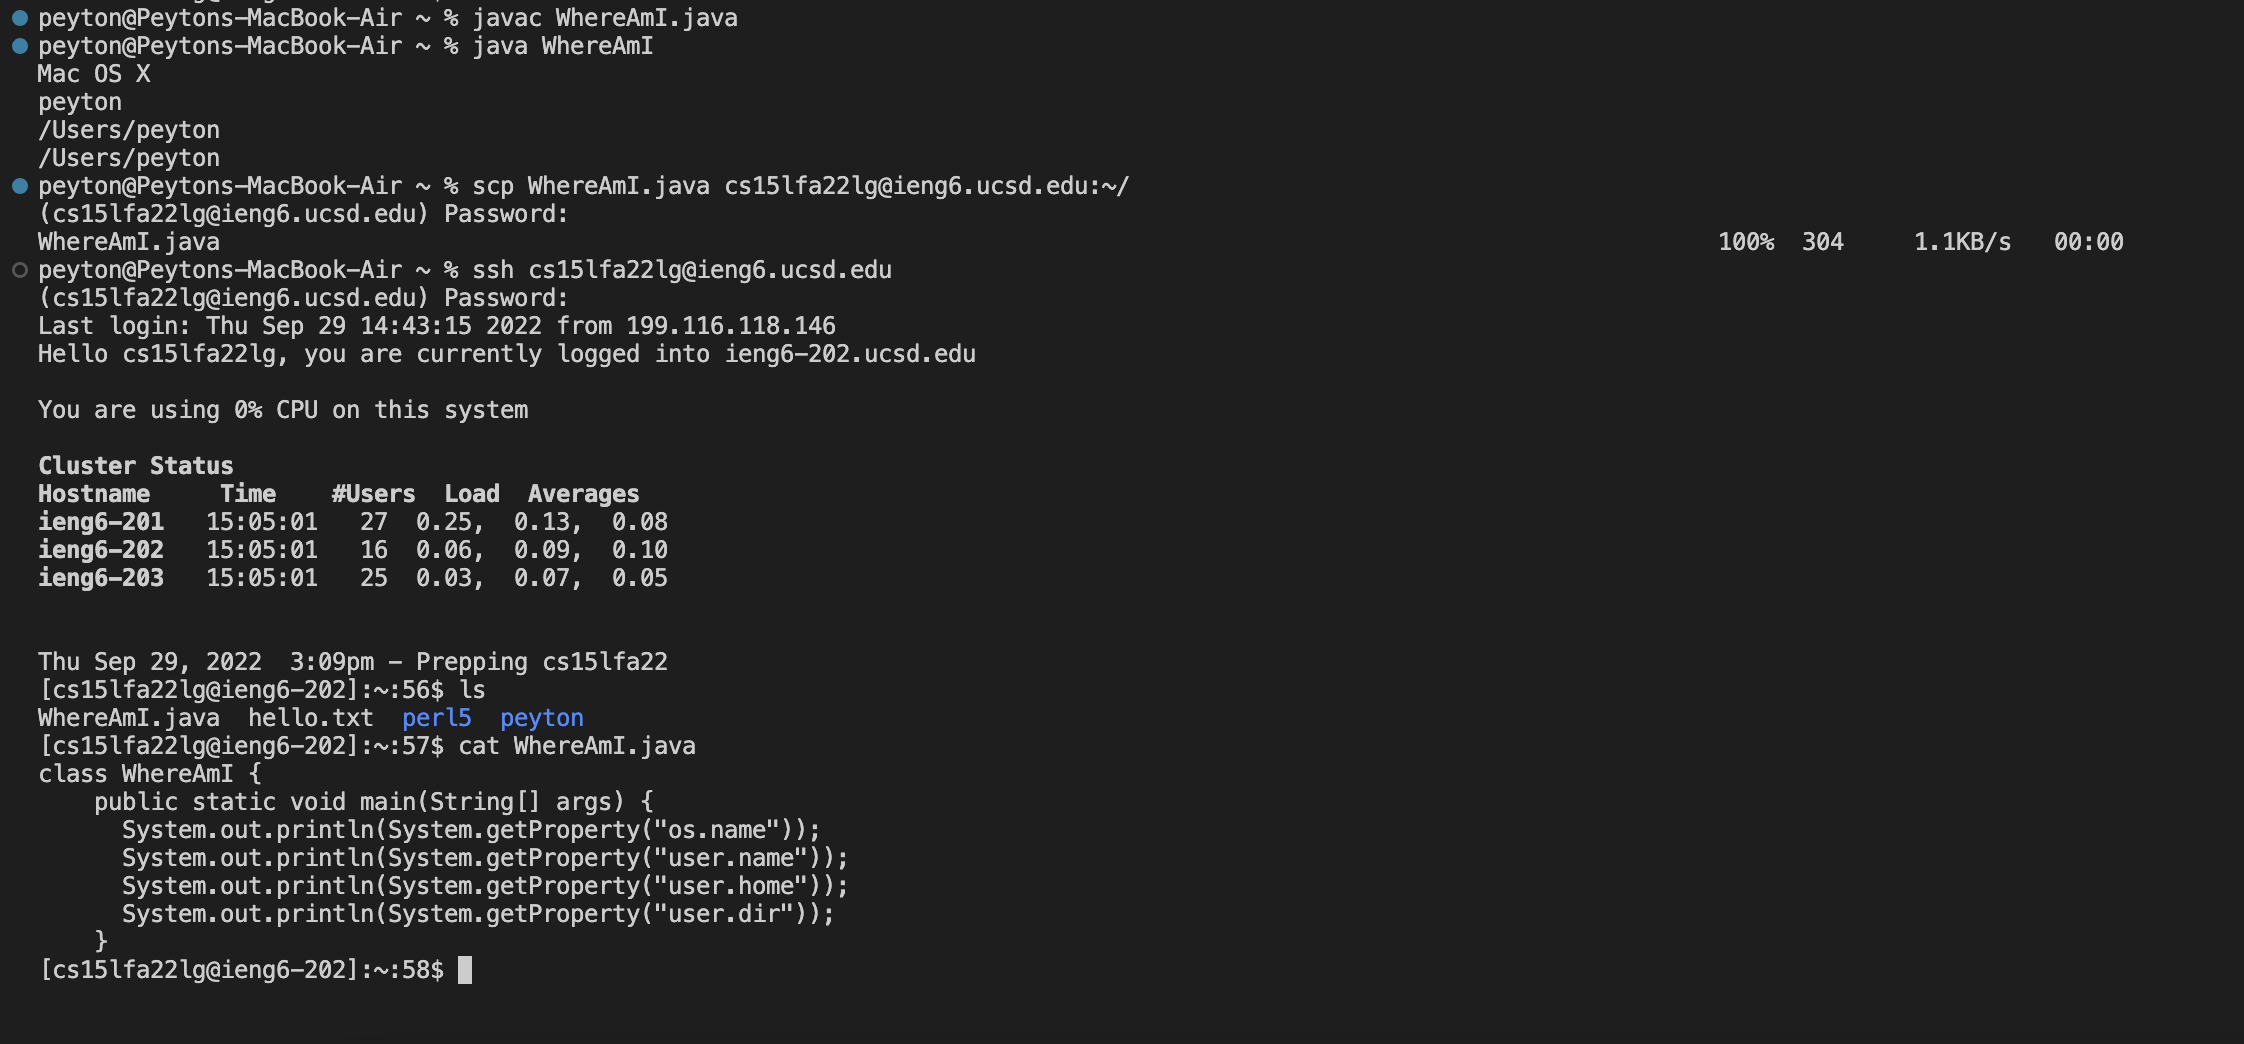 peyton@Peytons-MacBook-Air ~ % javac WhereAmI.java
peyton@Peytons-MacBook-Air ~ % java WhereAmI
Mac OS X
peyton
/Users/peyton
/Users/peyton
peyton@Peytons-MacBook-Air ~ % scp WhereAmI.java cs15lfa22lg@ieng6.ucsd.edu:~/
(cs15lfa22lg@ieng6.ucsd.edu) Password:
WhereAmI.java 100% 304 1.1KB/s 00:00
peyton@Peytons-MacBook-Air ~ % ssh cs15lfa22lg@ieng6.ucsd.edu
(cs15lfa22lg@ieng6.ucsd.edu) Password:
Last login: Thu Sep 29 14:43:15 2022 from 199.116.118.146
Hello cs15lfa22lg, you are currently logged into ieng6-202.ucsd.edu
You are using 0% CPU on this system
Cluster Status
Hostname     Time    #Users  Load  Averages
ieng6-201   15:05:01   27  0.25,  0.13,  0.08
ieng6-202   15:05:01   16  0.06,  0.09,  0.10
ieng6-203   15:05:01   25  0.03,  0.07,  0.05
Thu Sep 29, 2022  3:09pm - Prepping cs15lfa22
[cs15lfa22lg@ieng6-202]:~:56$ ls
WhereAmI.java  hello.txt  perl5  peyton
[cs15lfa22lg@ieng6-202]:~:57$ cat WhereAmI.java
class WhereAmI {
    public static void main(String[] args) {
      System.out.println(System.getProperty("os.name"));
      System.out.println(System.getProperty("user.name"));
      System.out.println(System.getProperty("user.home"));
      System.out.println(System.getProperty("user.dir"));
    }
[cs15lfa22lg@ieng6-202]:~:58$